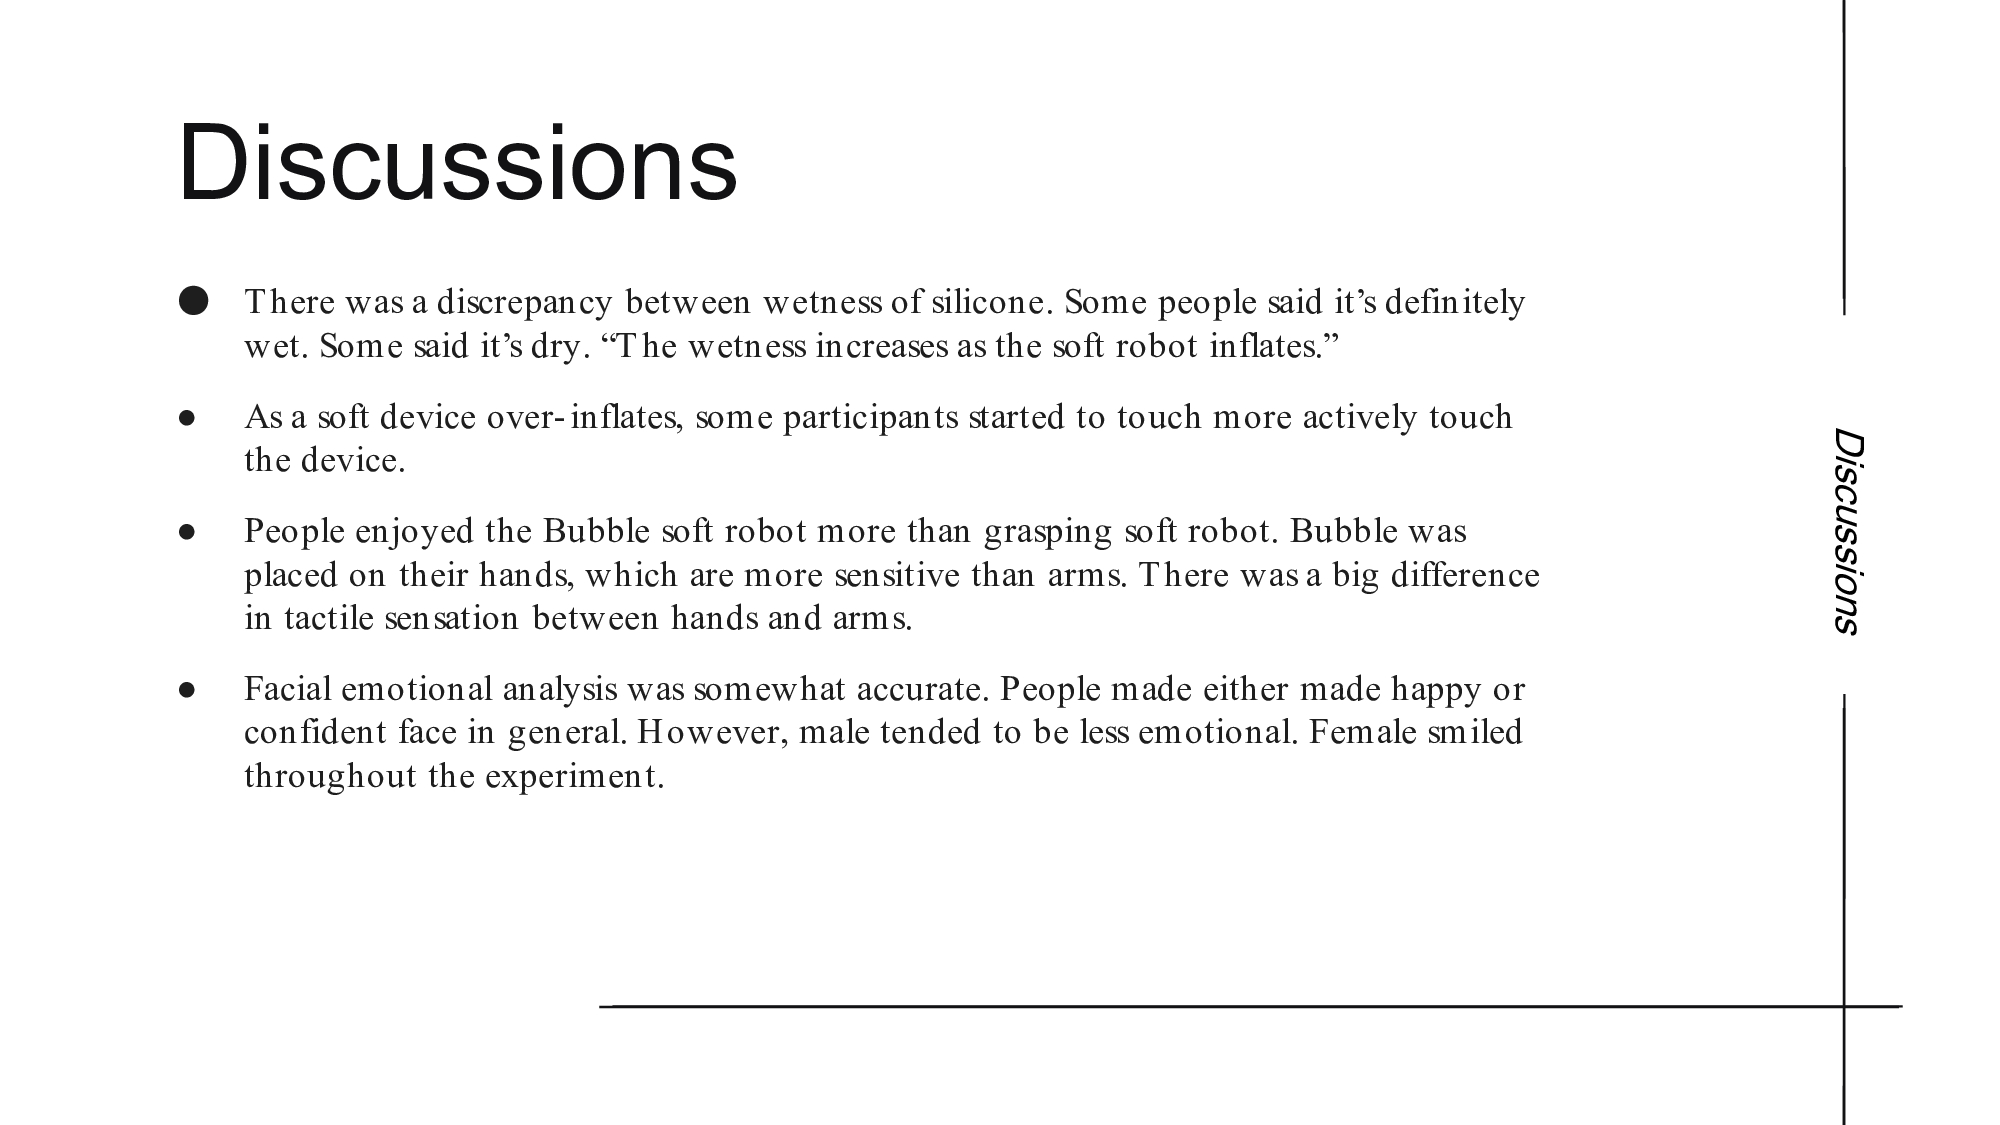 Discussions
● There was a discrepancy between wetness of silicone. Some people said it’s definitely
wet. Some said it’s dry. “The wetness increases as the soft robot inflates.”
● As a soft device over-inflates, some participants started to touch more actively touch
the device.
● People enjoyed the Bubble soft robot more than grasping soft robot. Bubble was
placed on their hands, which are more sensitive than arms. There was a big difference
in tactile sensation between hands and arms.
● Facial emotional analysis was somewhat accurate. People made either made happy or
confident face in general. However, male tended to be less emotional. Female smiled
throughout the experiment.
Discussions